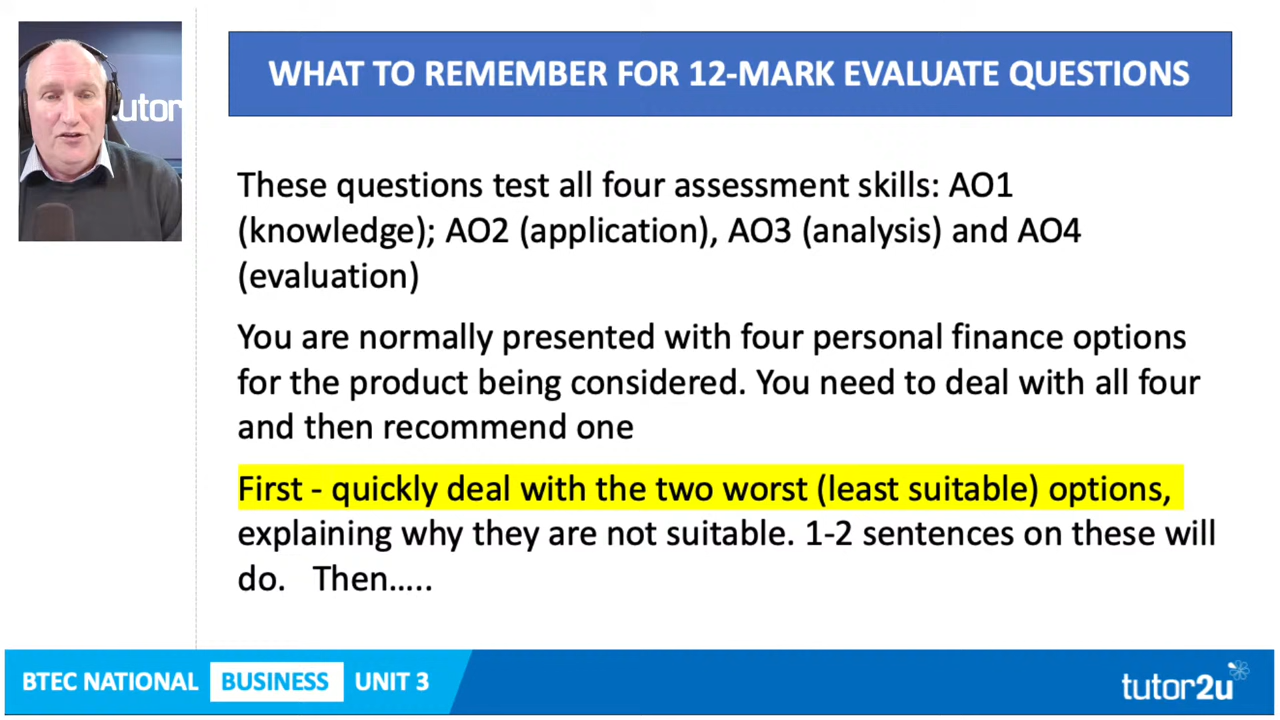 WHAT TO REMEMBER FOR 12-MARK EVALUATE QUESTIONS
tutor
These questions test all four assessment skills: AO1
(knowledge); AO2 (application), AO3 (analysis) and AO4
(evaluation)
You are normally presented with four personal finance options
for the product being considered. You need to deal with all four
and then recommend one
First - quickly deal with the two worst (least suitable) options,
explaining why they are not suitable. 1-2 sentences on these will
do. Then…..
BTEC NATIONAL BUSINESS UNIT 3
tutor2u